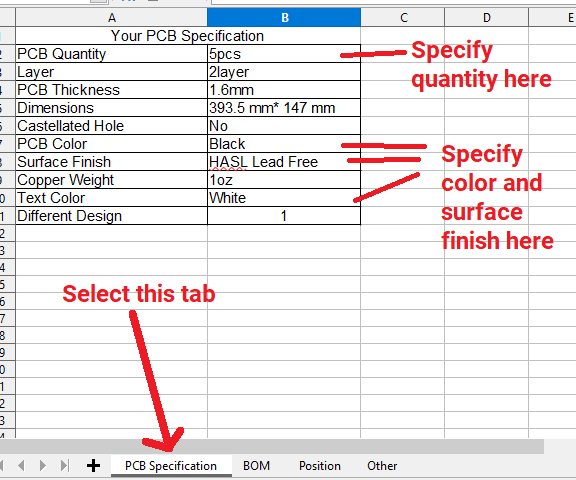 A B C D E
Your PCB Specification
PCB Quantity 5pcs
Layer 2layer
PCB Thickness 1.6mm
Dimensions 393.5 mm* 147 mm
Castellated Hole No
PCB Color Black
Surface Finish HASL Lead Free
Copper Weight 1oz
Text Color White
Different Design 1
Specify
quantity here
Specify
color and
surface
finish here
Select this tab
PCB Specification BOM Position Other